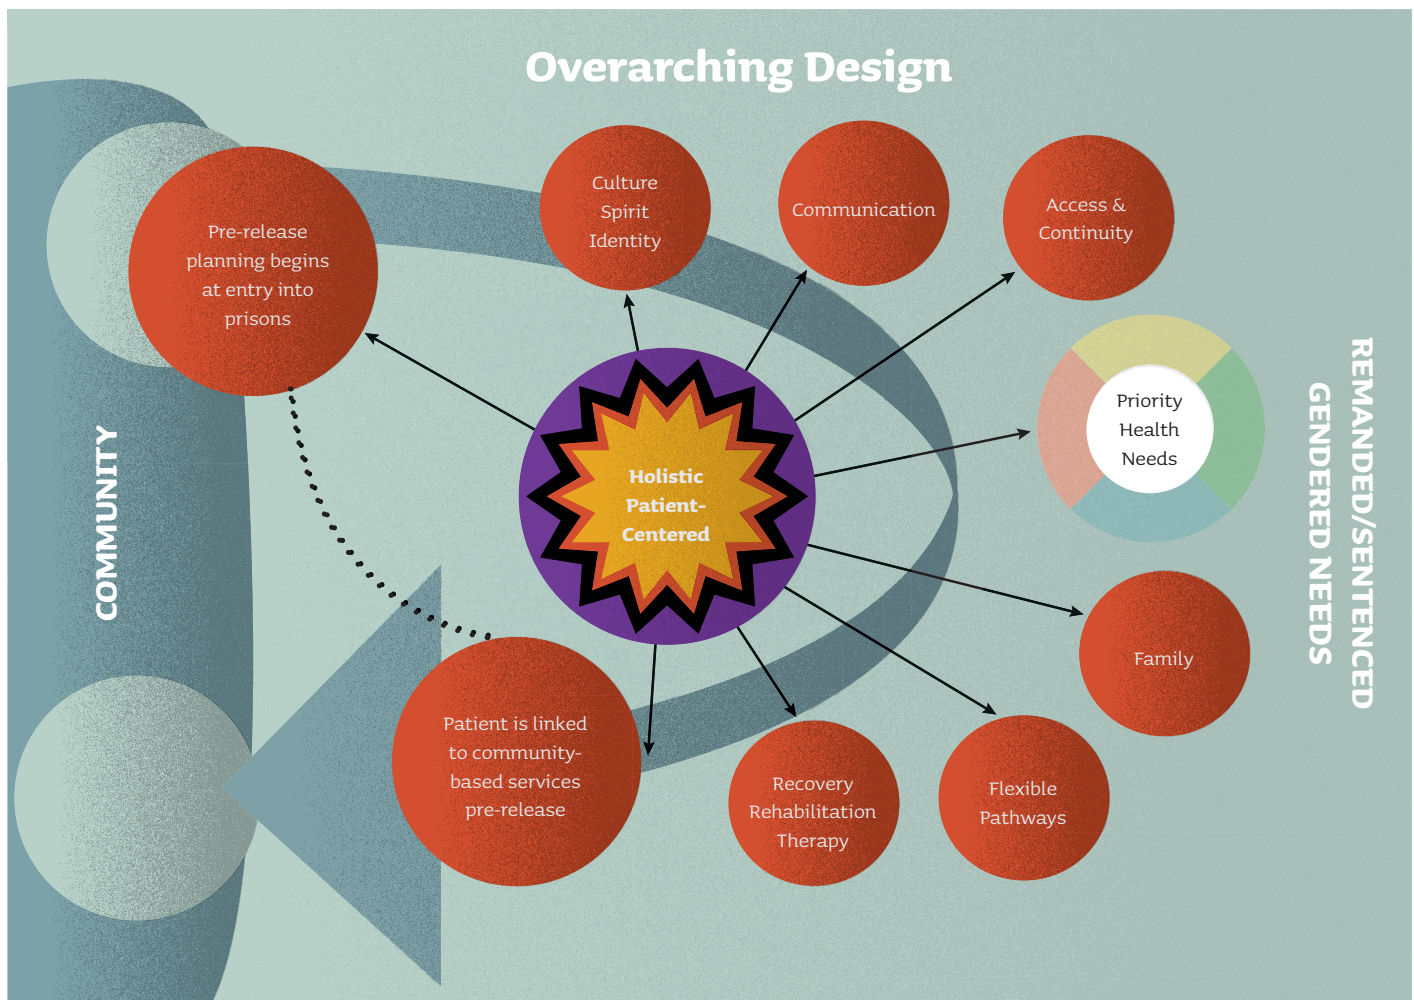 Overarching Design
Pre-release
planning begins
at entry into
prisons
Culture
Spirit
Identity
Communication
Access &
Continuity
Priority
Health
Needs
Family
Flexible
Pathways
Recovery
Rehabilitation
Therapy
Patient is linked
to community-
based services
pre-release
Holistic
Patient-
Centered
COMMUNITY
REMANDED/SENTENCED
GENDERED NEEDS